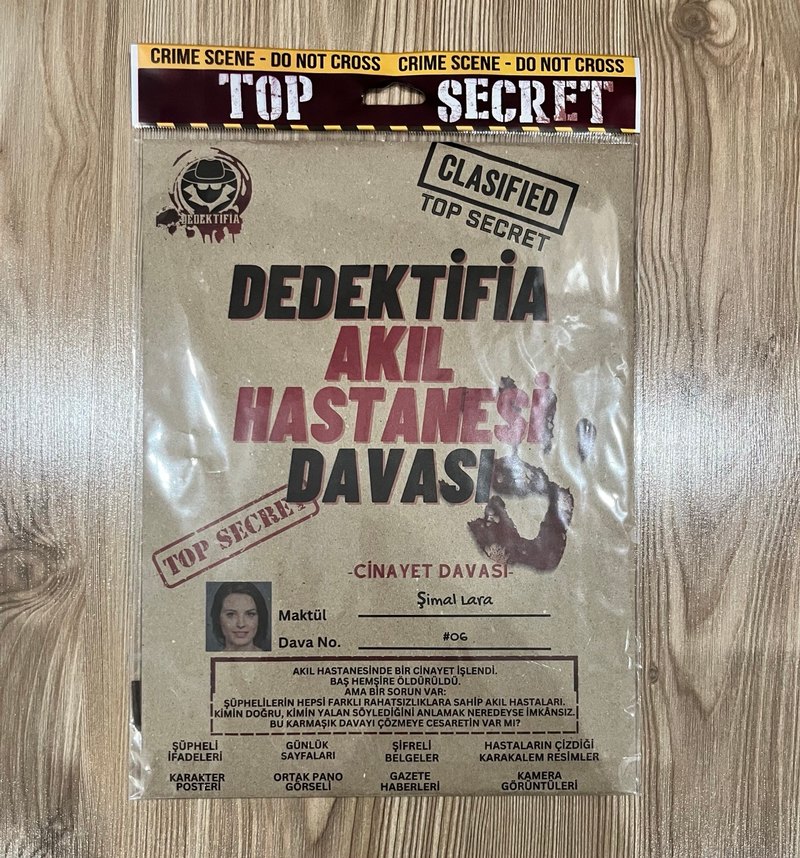 CRIME SCENE - DO NOT CROSS CRIME SCENE - DO NOT CROSS
TOP SECRET
DEDEKTIFIA
CLASIFIED
TOP SECRET
DEDEKTİFİA
AKIL
HASTANESİ
DAVASI
TOP SECRET
-CİNAYET DAVASI-
Maktül Şimal Lara
Dava No. #06
AKIL HASTANESİNDE BİR CİNAYET İŞLENDİ.
BAŞ HEMŞİRE ÖLDÜRÜLDÜ.
AMA BİR SORUN VAR:
ŞÜPHELİLERİN HEPSİ FARKLI RAHATSIZLIKLARA SAHİP AKIL HASTALARI.
KİMİN DOĞRU, KİMİN YALAN SÖYLEDİĞİNİ ANLAMAK NEREDEYSE İMKÂNSIZ.
BU KARMAŞIK DAVAYI ÇÖZMEYE CESARETİN VAR MI?
ŞÜPHELİ
İFADELERİ
GÜNLÜK
SAYFALARI
ŞİFRELİ
BELGELER
HASTALARIN ÇİZDİĞİ
KARAKALEM RESİMLER
KARAKTER
POSTERİ
ORTAK PANO
GÖRSELİ
GAZETE
HABERLERİ
KAMERA
GÖRÜNTÜLERİ